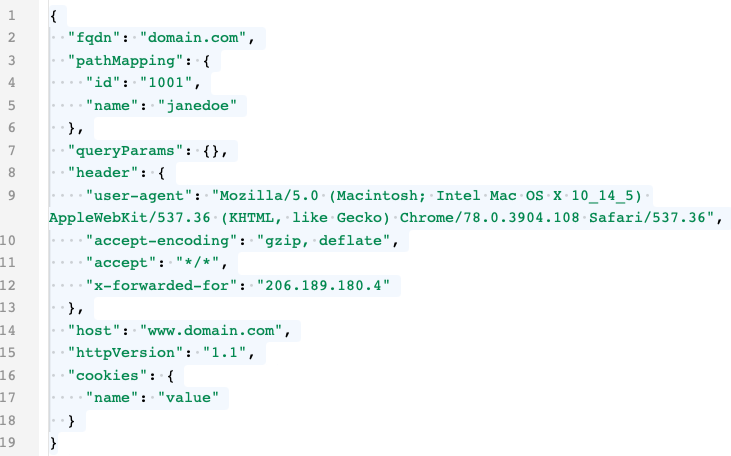 1 {
2   "fqdn": "domain.com",
3   "pathMapping": {
4     "id": "1001",
5     "name": "janedoe"
6   },
7   "queryParams": {},
8   "header": {
9     "user-agent": "Mozilla/5.0 (Macintosh; Intel Mac OS X 10_14_5)
AppleWebKit/537.36 (KHTML, like Gecko) Chrome/78.0.3904.108 Safari/537.36",
10     "accept-encoding": "gzip, deflate",
11     "accept": "*/*",
12     "x-forwarded-for": "206.189.180.4"
13   },
14   "host": "www.domain.com",
15   "httpVersion": "1.1",
16   "cookies": {
17     "name": "value"
18   }
19 }